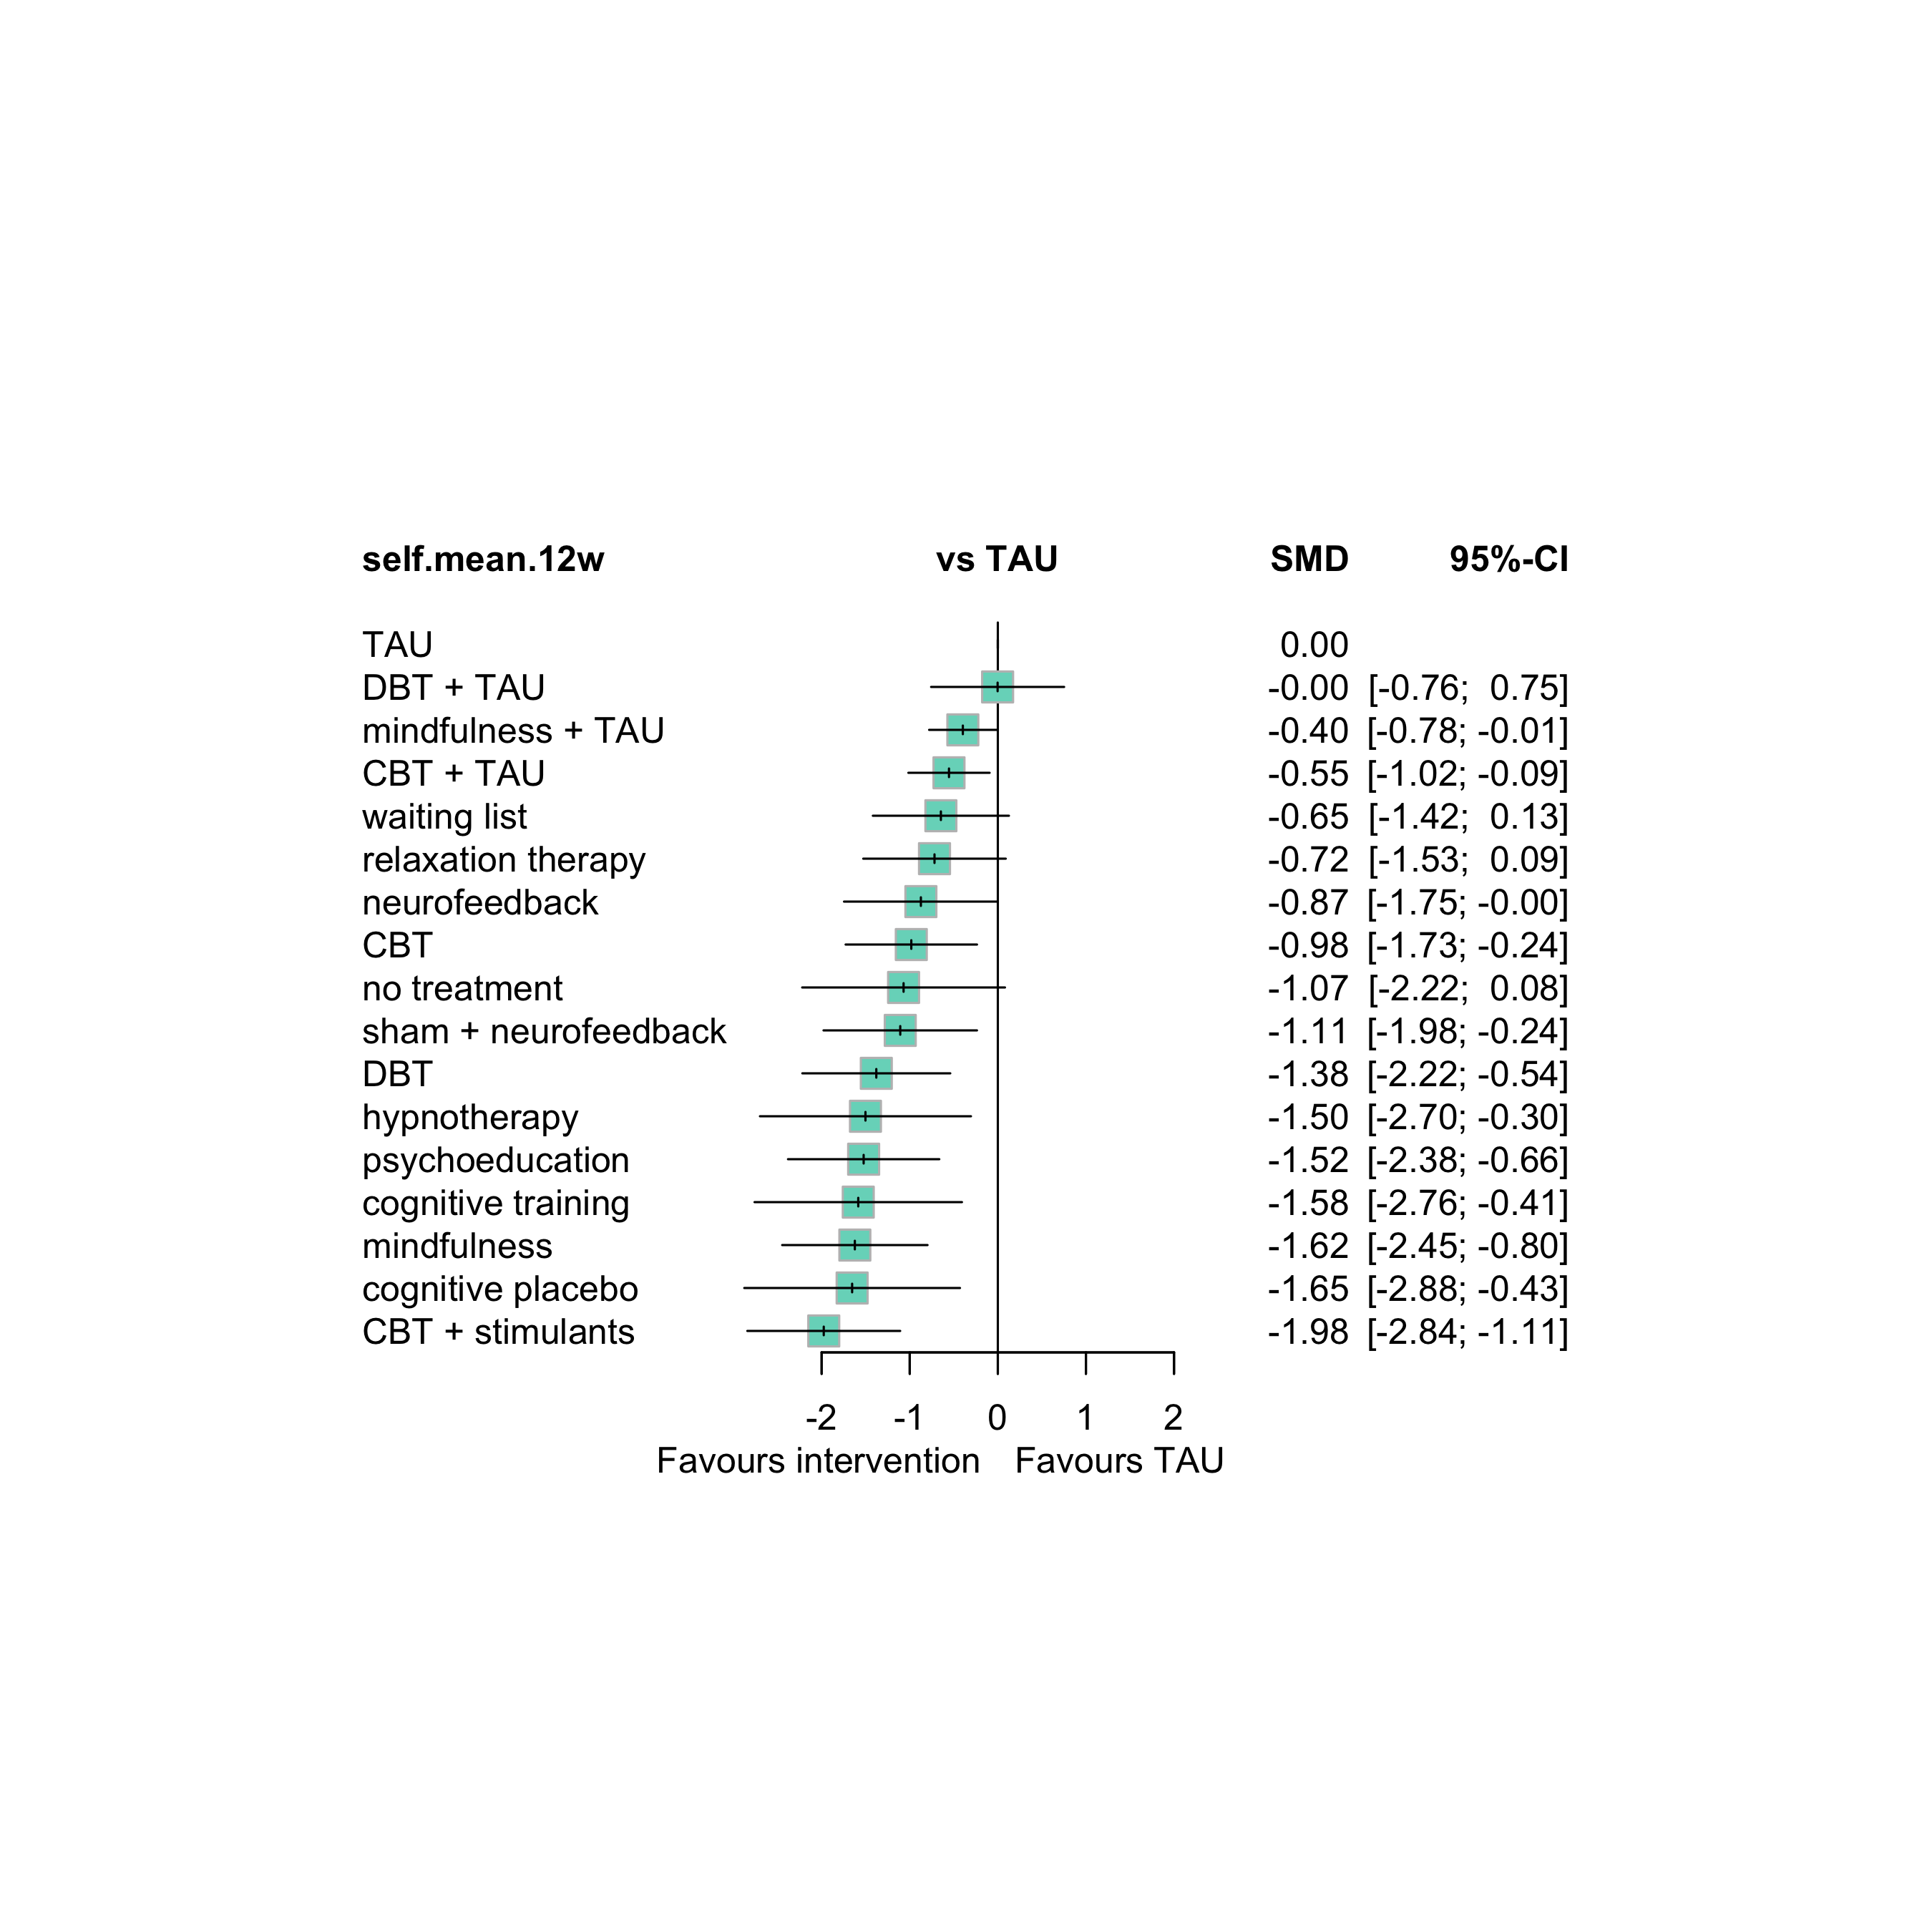 self.mean.12w vs TAU SMD 95%-CI
TAU 0.00
DBT + TAU -0.00 [-0.76; 0.75]
mindfulness + TAU -0.40 [-0.78; -0.01]
CBT + TAU -0.55 [-1.02; -0.09]
waiting list -0.65 [-1.42; 0.13]
relaxation therapy -0.72 [-1.53; 0.09]
neurofeedback -0.87 [-1.75; -0.00]
CBT -0.98 [-1.73; -0.24]
no treatment -1.07 [-2.22; 0.08]
sham + neurofeedback -1.11 [-1.98; -0.24]
DBT -1.38 [-2.22; -0.54]
hypnotherapy -1.50 [-2.70; -0.30]
psychoeducation -1.52 [-2.38; -0.66]
cognitive training -1.58 [-2.76; -0.41]
mindfulness -1.62 [-2.45; -0.80]
cognitive placebo -1.65 [-2.88; -0.43]
CBT + stimulants -1.98 [-2.84; -1.11]
-2 -1 0 1 2
Favours intervention Favours TAU